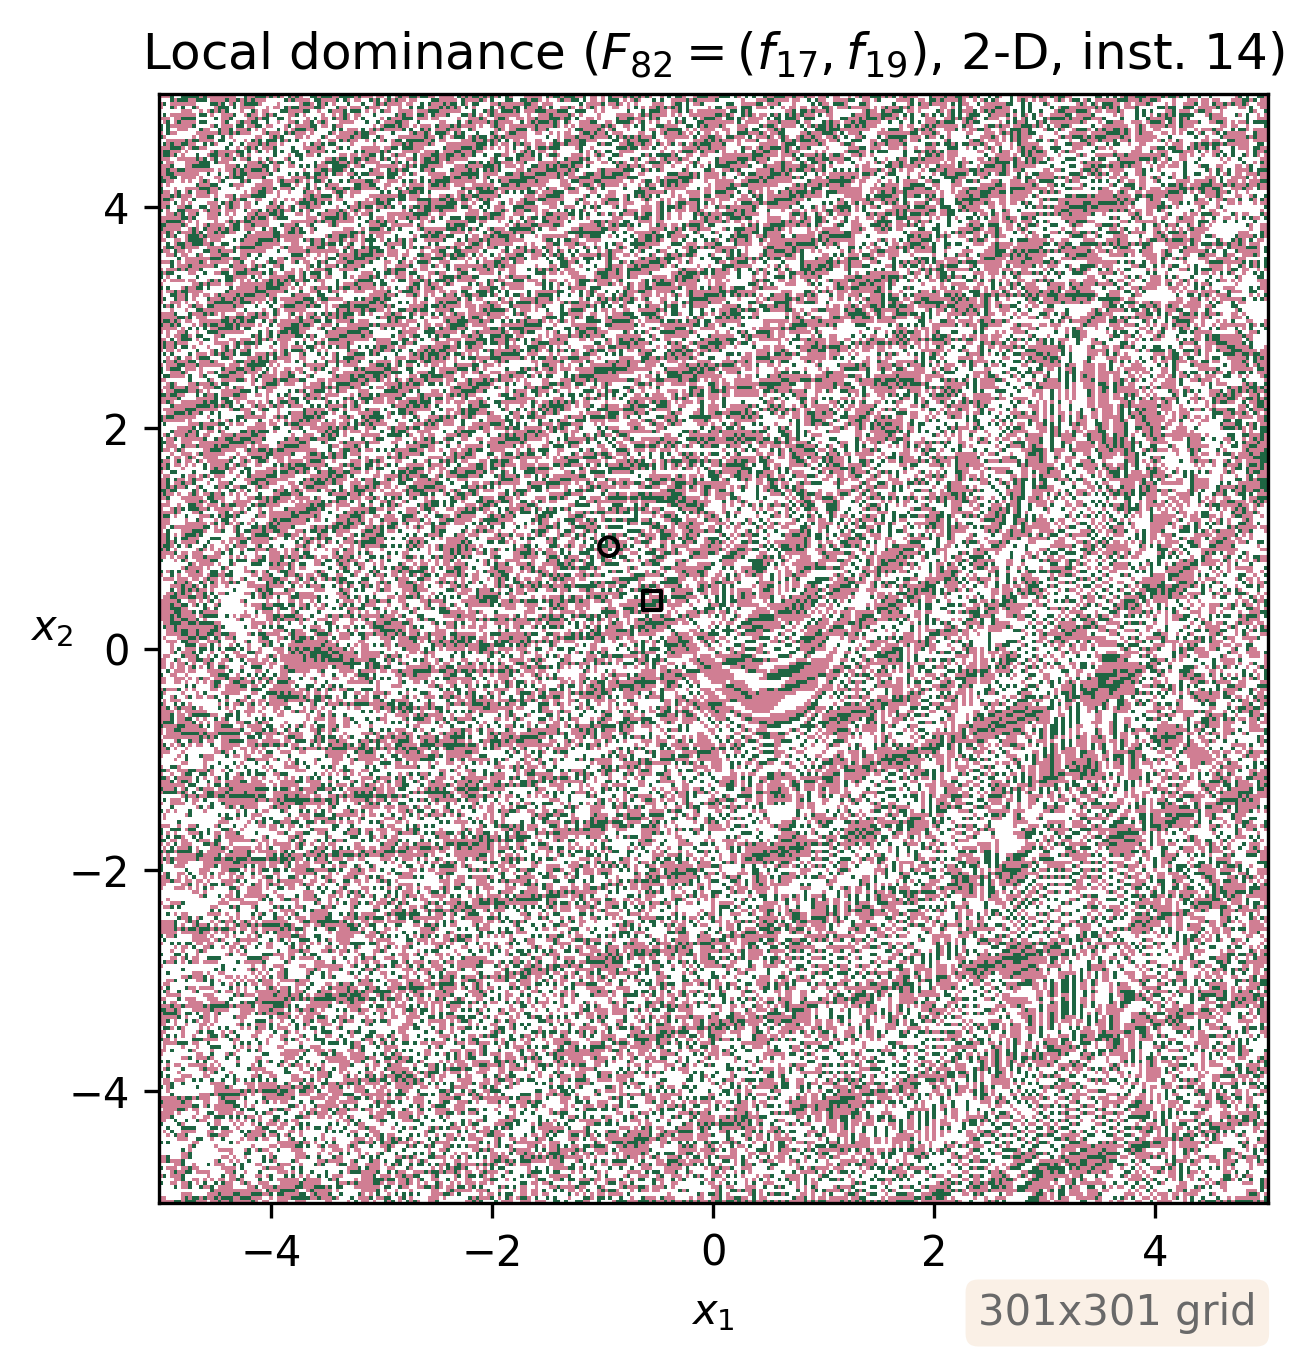 Local dominance (F₈₂ = (f₁₇, f₁₉), 2-D, inst. 14)
4
2
x₂
0
−2
−4
−4 −2 0 2 4
x₁
301x301 grid